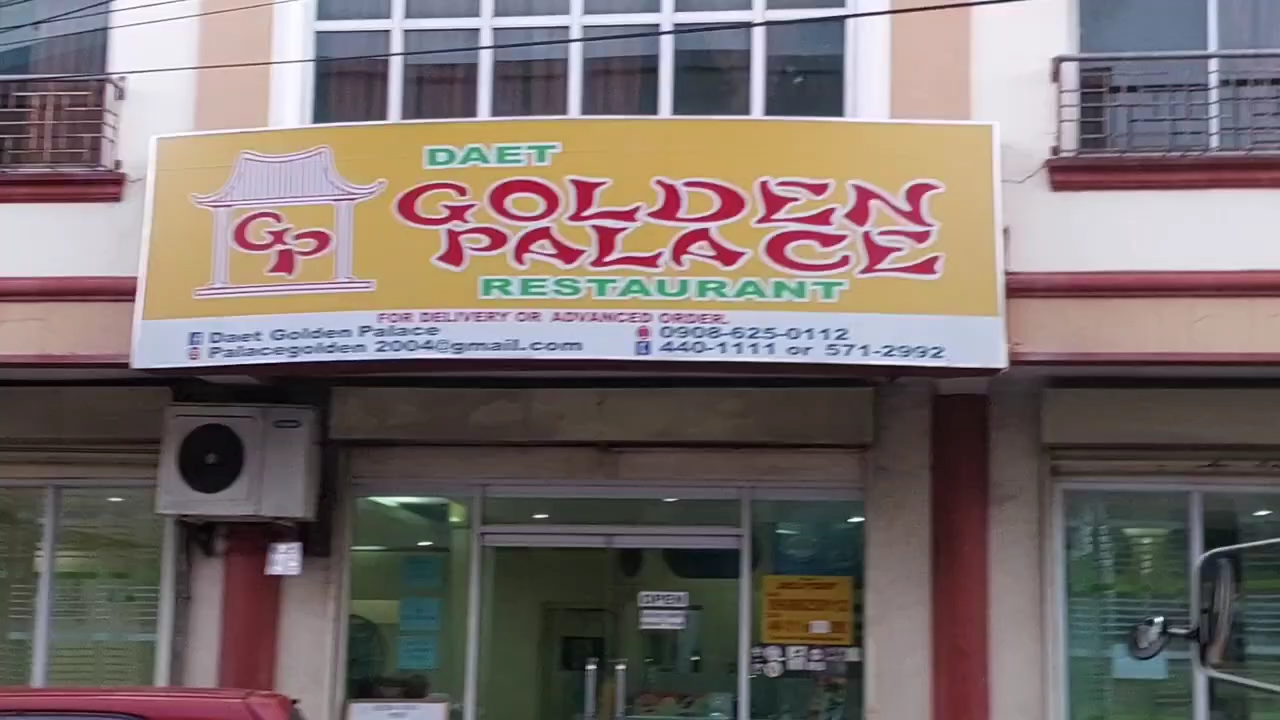 DAET
GOLDEN
PALACE
RESTAURANT
GP
FOR DELIVERY OR ADVANCED ORDER.
Daet Golden Palace
Palacegolden 2004@gmail.com
0908-625-0112
440-1111 or 571-2992
OPEN